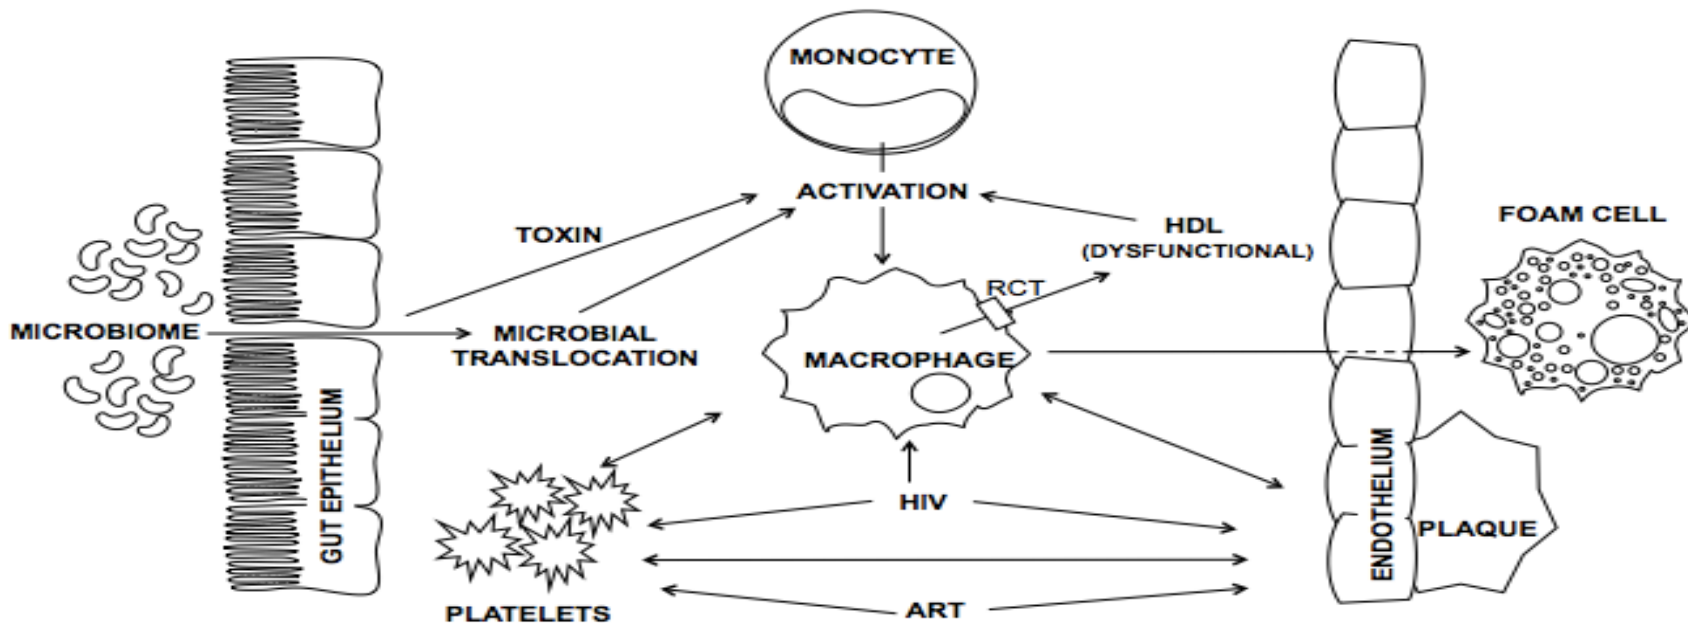 MONOCYTE
ACTIVATION
TOXIN
HDL
(DYSFUNCTIONAL)
FOAM CELL
RCT
MICROBIOME
MICROBIAL
TRANSLOCATION
MACROPHAGE
GUT EPITHELIUM
HIV
ENDOTHELIUM
PLAQUE
PLATELETS
ART